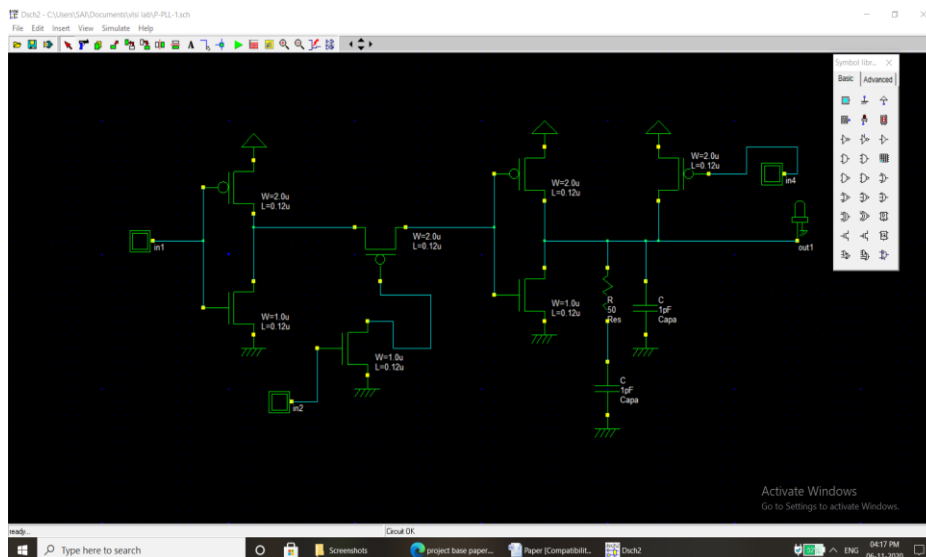 Dsch2 - C:\Users\SAI\Documents\vlsi lab\P-PLL-1.sch
File Edit Insert View Simulate Help
Symbol libr...
Basic Advanced
W=2.0u
L=0.12u
in4
W=2.0u
L=0.12u
W=2.0u
L=0.12u
in1
W=2.0u
L=0.12u
out1
W=1.0u
L=0.12u
R
50
Res
C
1pF
Capa
W=1.0u
L=0.12u
W=1.0u
L=0.12u
C
1pF
Capa
in2
Activate Windows
Go to Settings to activate Windows.
ready...
Circuit OK
Type here to search
Screenshots
project base paper...
Paper [Compatibilit...
Dsch2
ENG
04:17 PM
06-11-2020